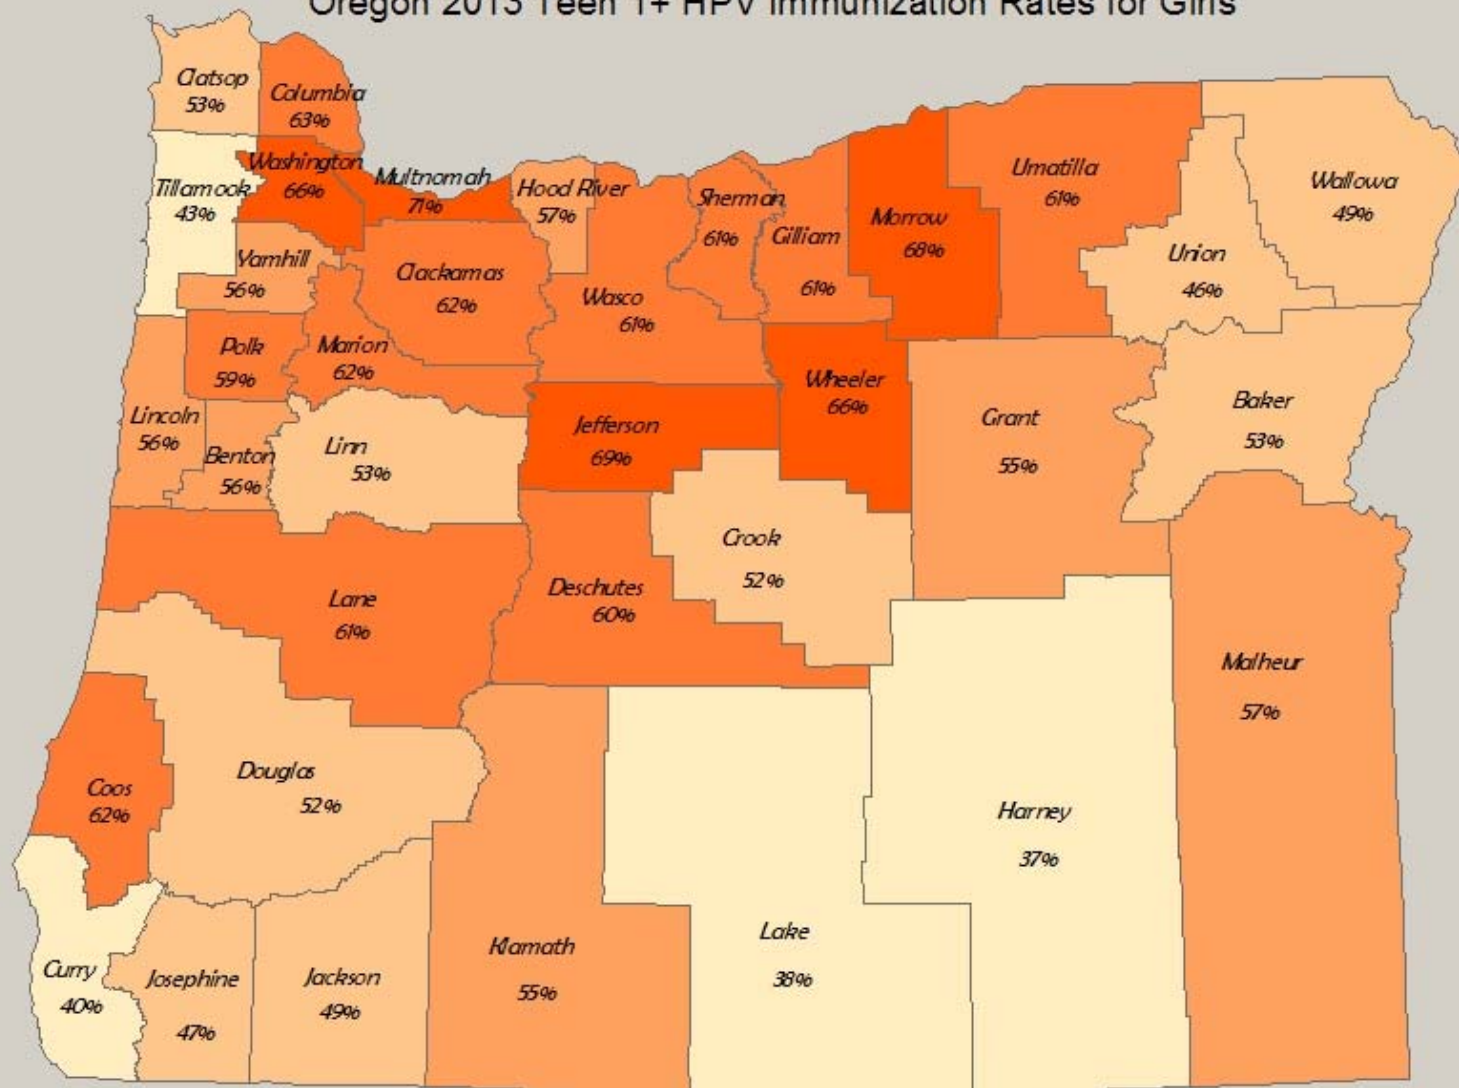 Oregon 2013 Teen 1+ HPV Immunization Rates for Girls
Clatsop
53%
Columbia
63%
Washington
66%
Tillamook
43%
Multnomah
71%
Hood River
57%
Sherman
61%
Gilliam
61%
Morrow
68%
Umatilla
61%
Wallowa
49%
Union
46%
Yamhill
56%
Clackamas
62%
Wasco
61%
Polk
59%
Marion
62%
Wheeler
66%
Grant
55%
Baker
53%
Lincoln
56%
Benton
56%
Linn
53%
Jefferson
69%
Crook
52%
Deschutes
60%
Lane
61%
Malheur
57%
Coos
62%
Douglas
52%
Harney
37%
Lake
38%
Klamath
55%
Curry
40%
Josephine
47%
Jackson
49%